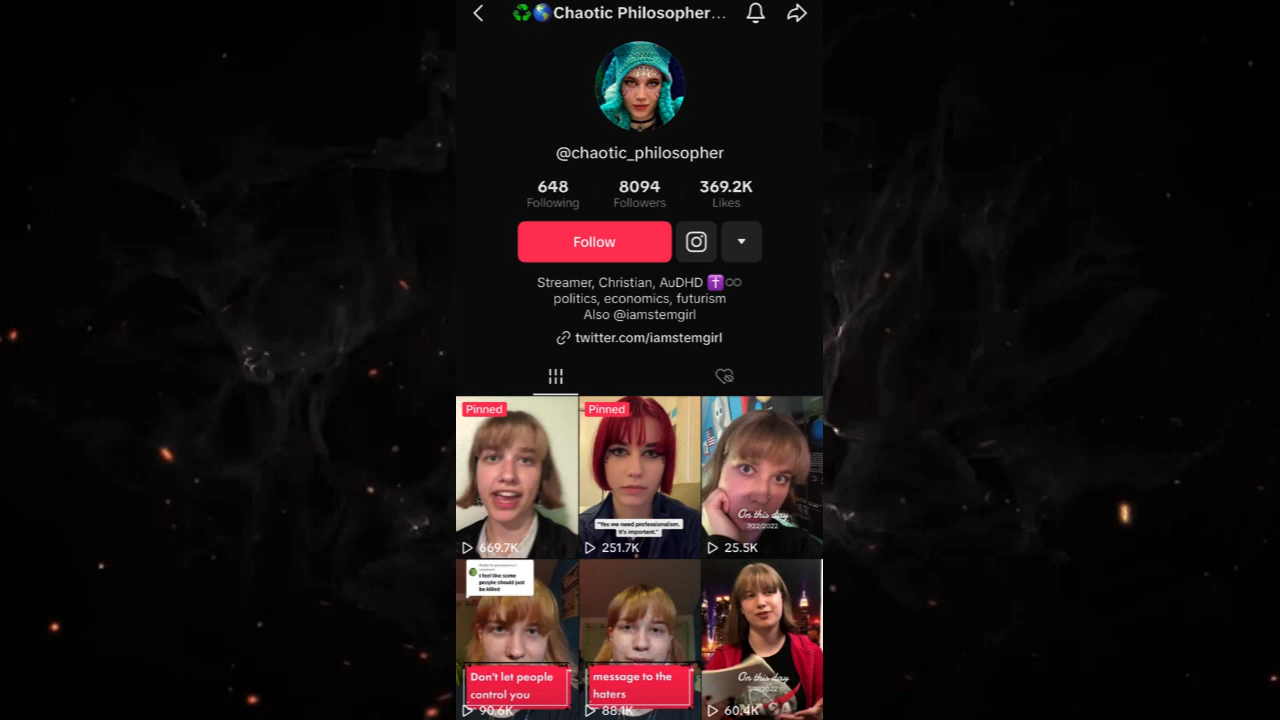 ♻️🌎Chaotic Philosopher...
@chaotic_philosopher
648 8094 369.2K
Following Followers Likes
Follow
Streamer, Christian, AuDHD ✝️♾
politics, economics, futurism
Also @iamstemgirl
twitter.com/iamstemgirl
Pinned
Pinned
"Yes we need professionalism.
It's important."
On this day
7/22/2022
669.7K
251.7K
25.5K
I feel like some
people should just
be killed
Don't let people
control you
message to the
haters
On this day
90.6K
88.1K
60.4K